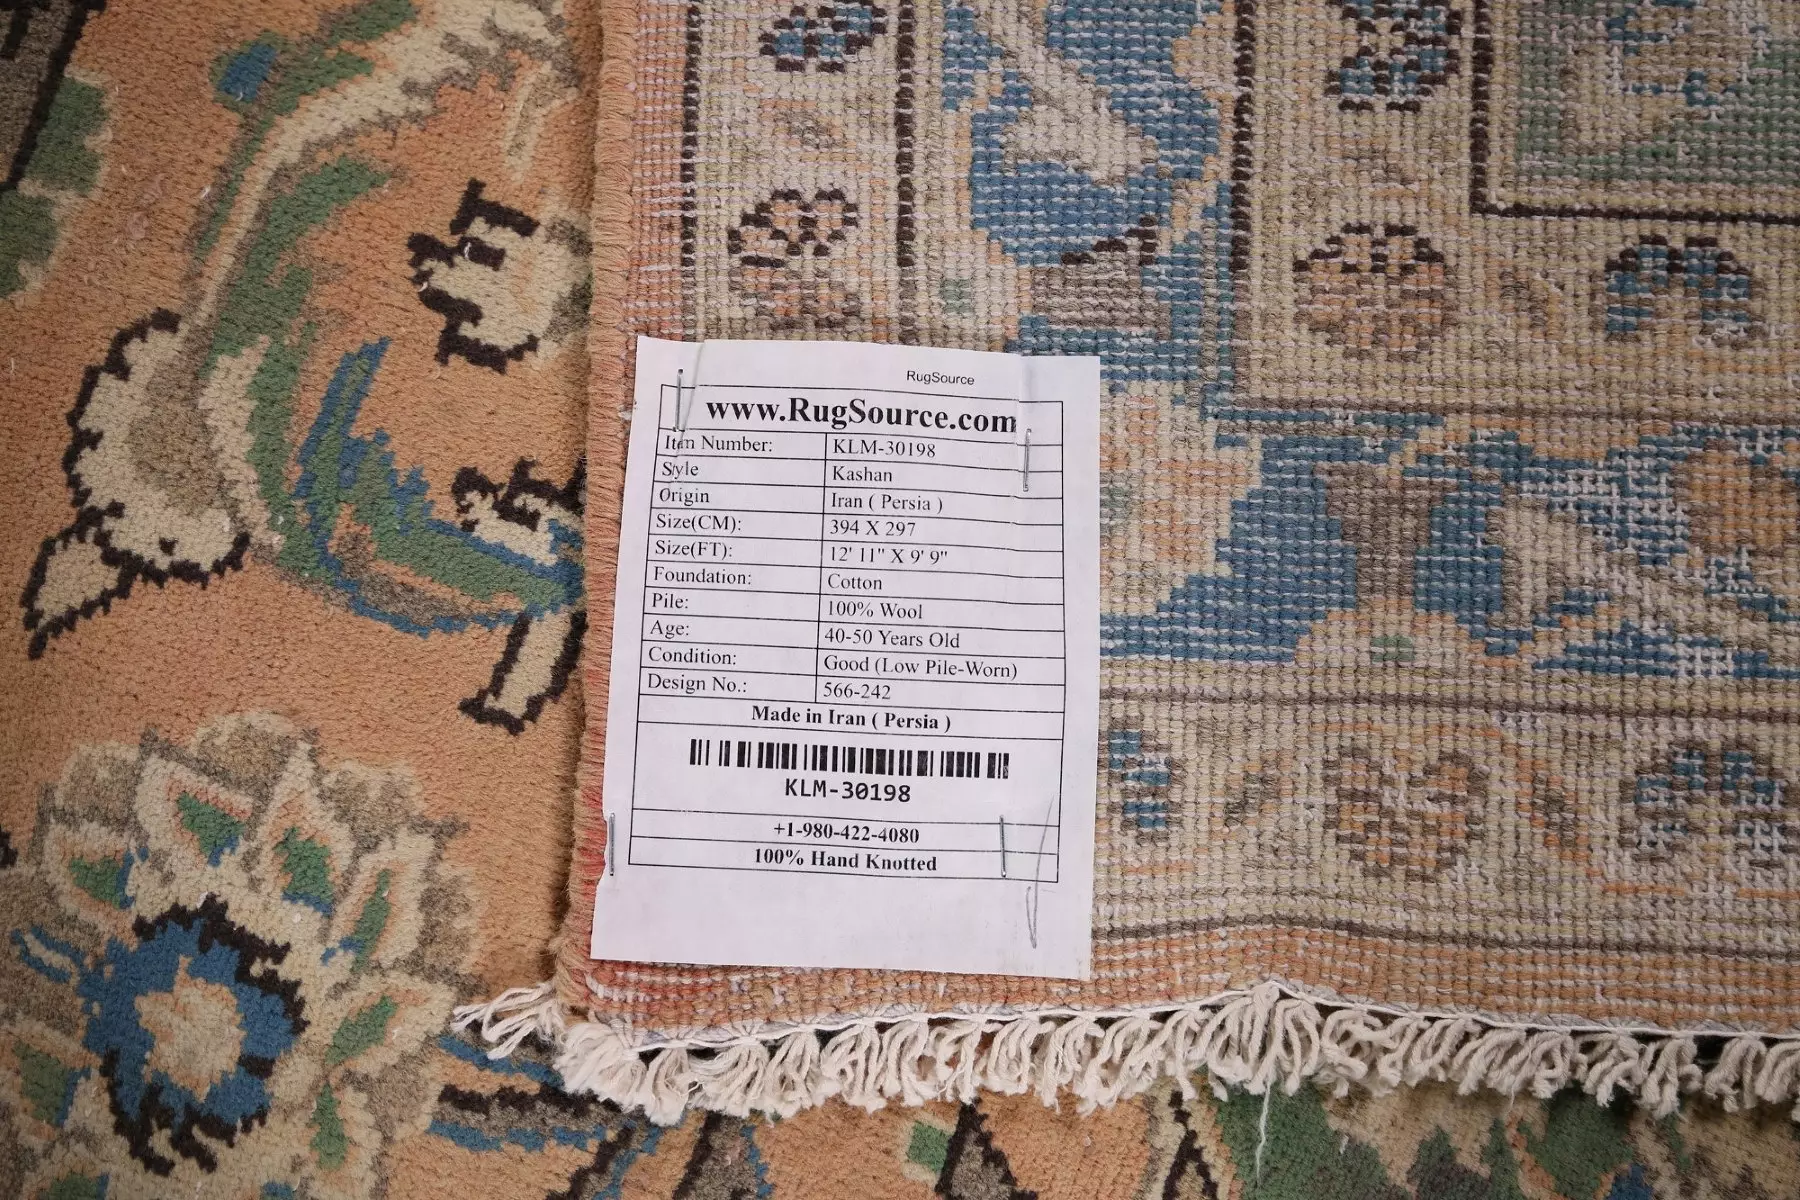 RugSource
www.RugSource.com
Item Number: KLM-30198
Style Kashan
Origin Iran ( Persia )
Size(CM): 394 X 297
Size(FT): 12' 11" X 9' 9"
Foundation: Cotton
Pile: 100% Wool
Age: 40-50 Years Old
Condition: Good (Low Pile-Worn)
Design No.: 566-242
Made in Iran ( Persia )
KLM-30198
+1-980-422-4080
100% Hand Knotted